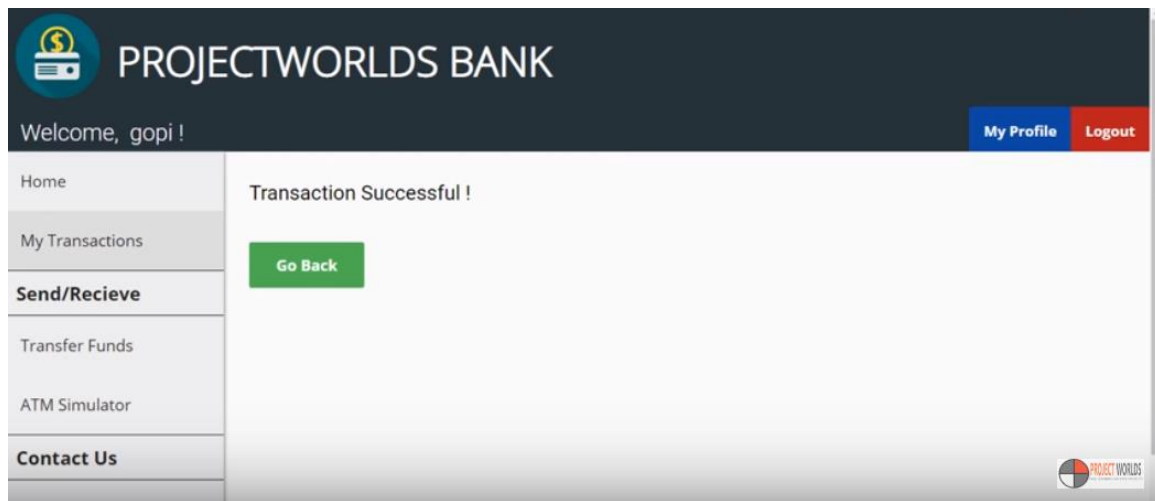 PROJECTWORLDS BANK
Welcome, gopi !
My Profile
Logout
Home
My Transactions
Send/Recieve
Transfer Funds
ATM Simulator
Contact Us
Transaction Successful !
Go Back
PROJECT WORLDS